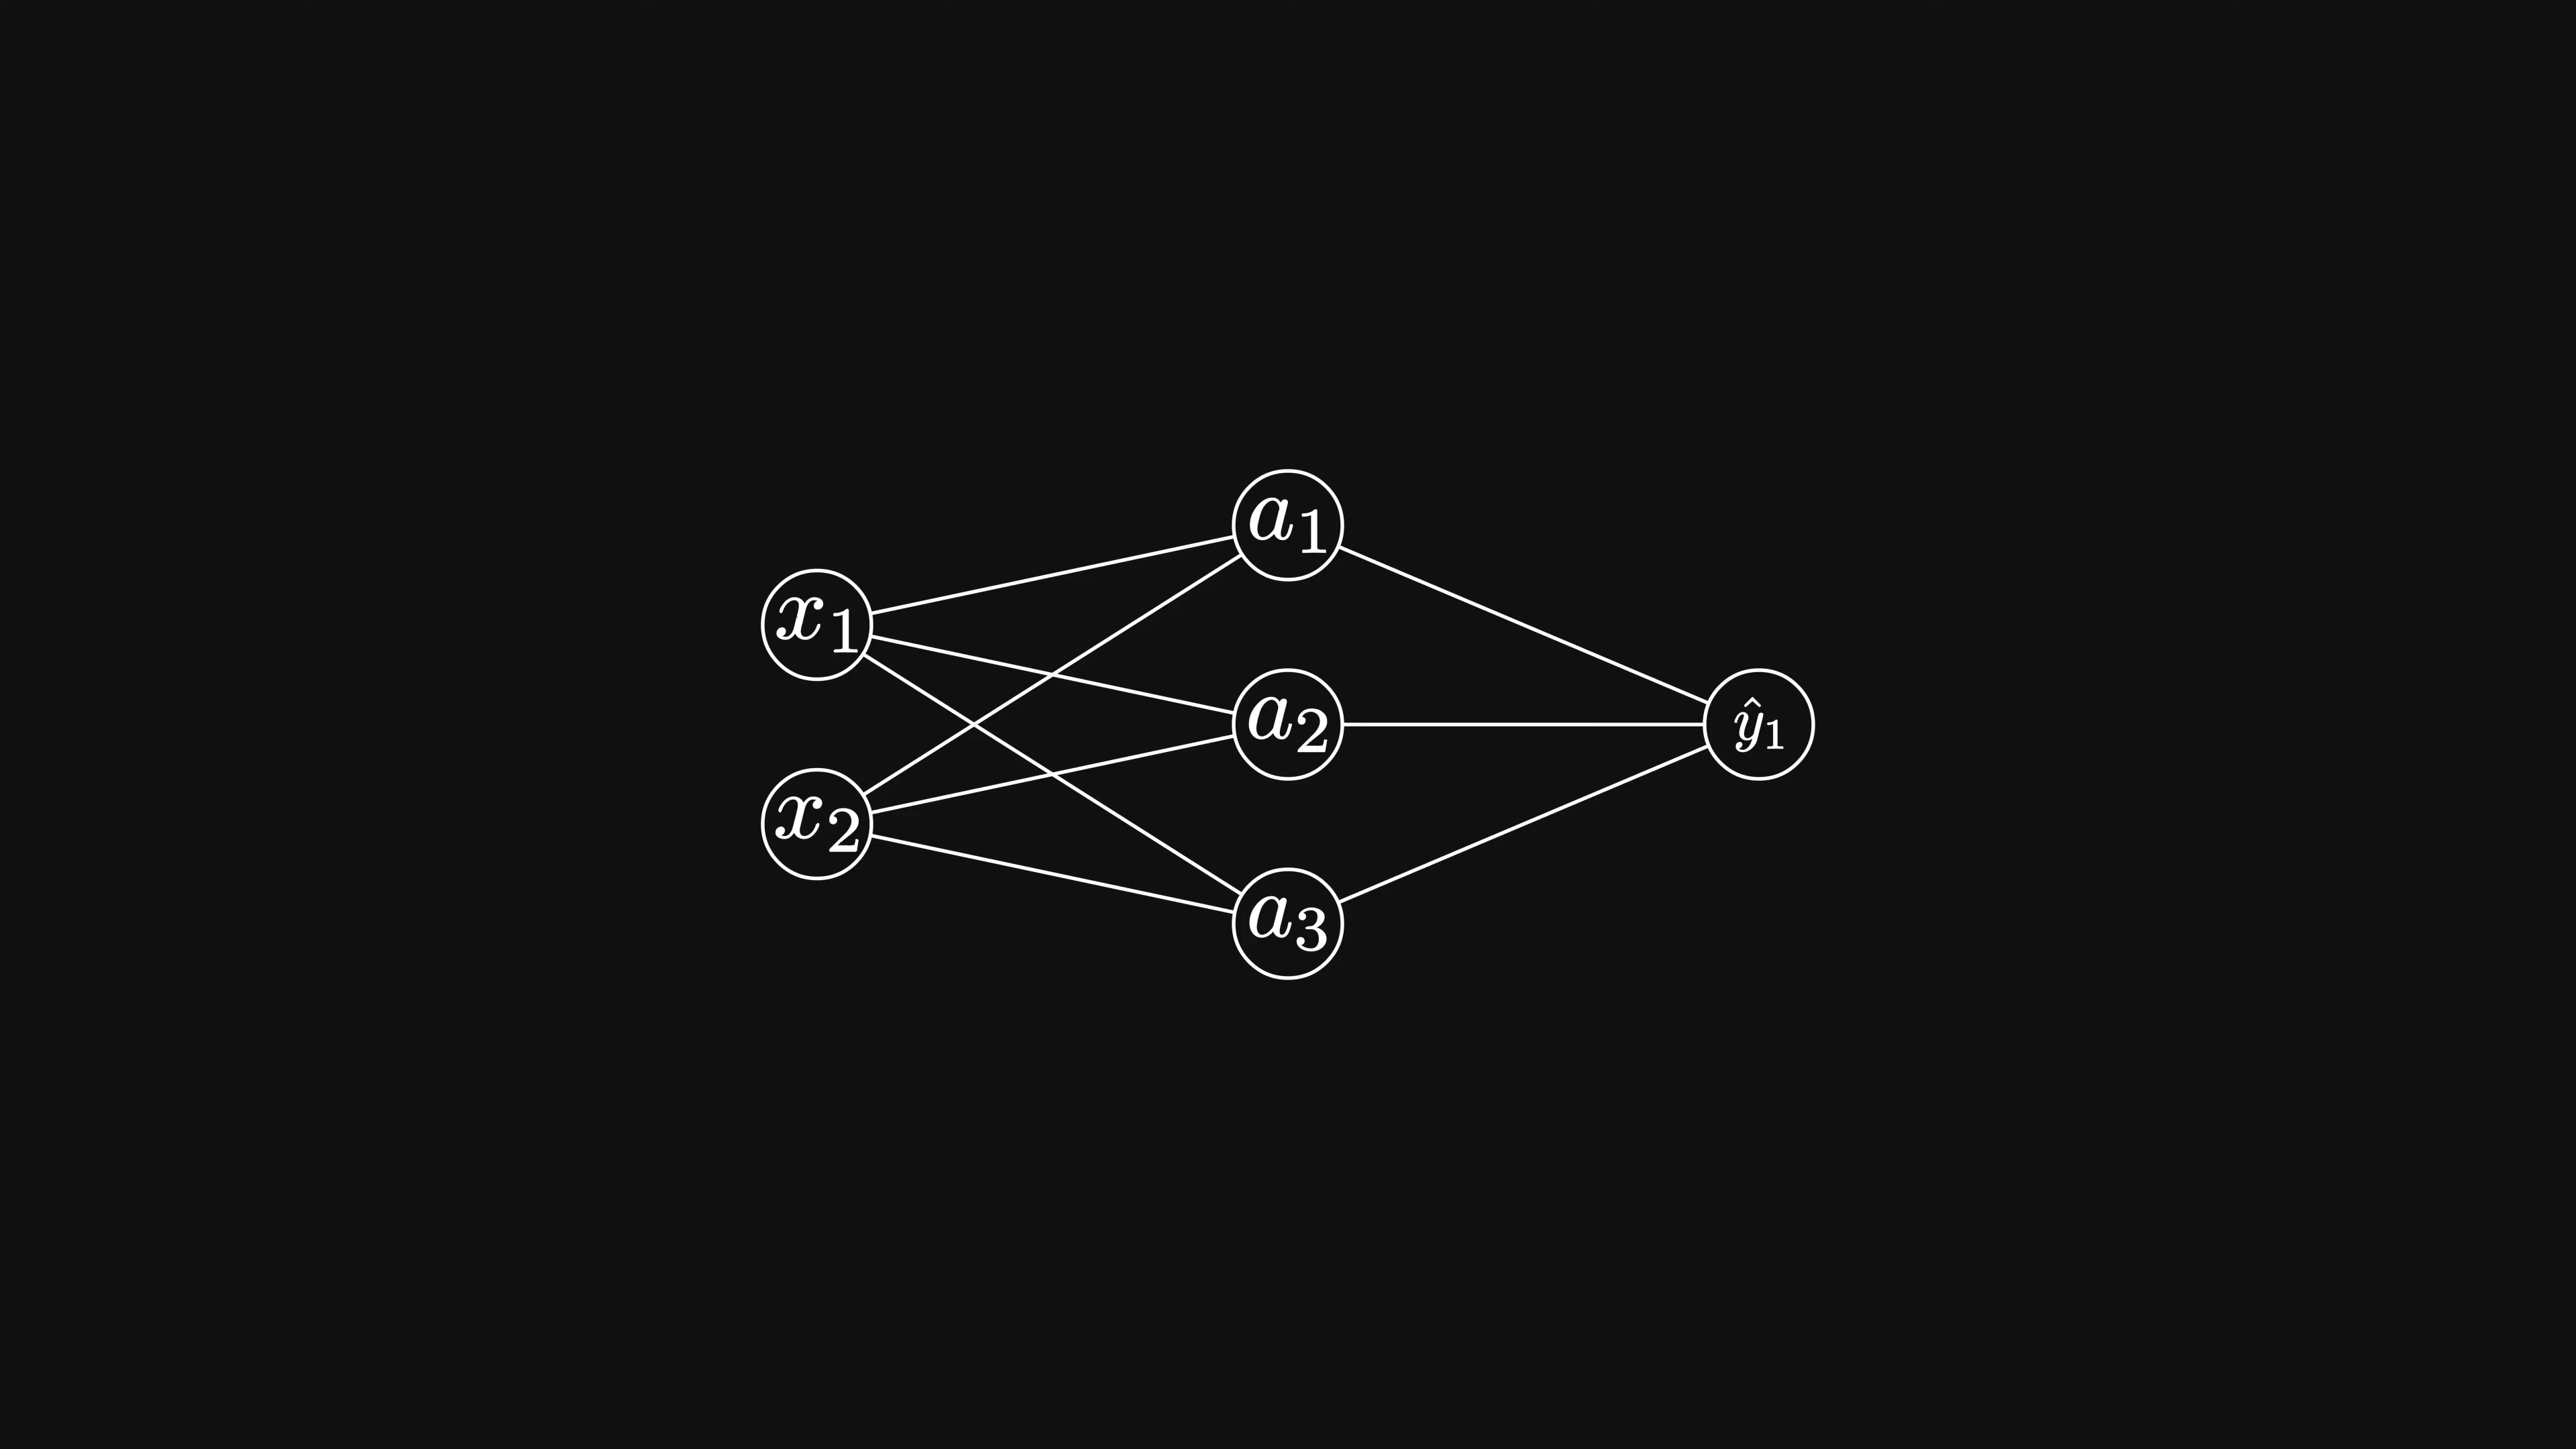 x₁
x₂
a₁
a₂
a₃
ŷ₁